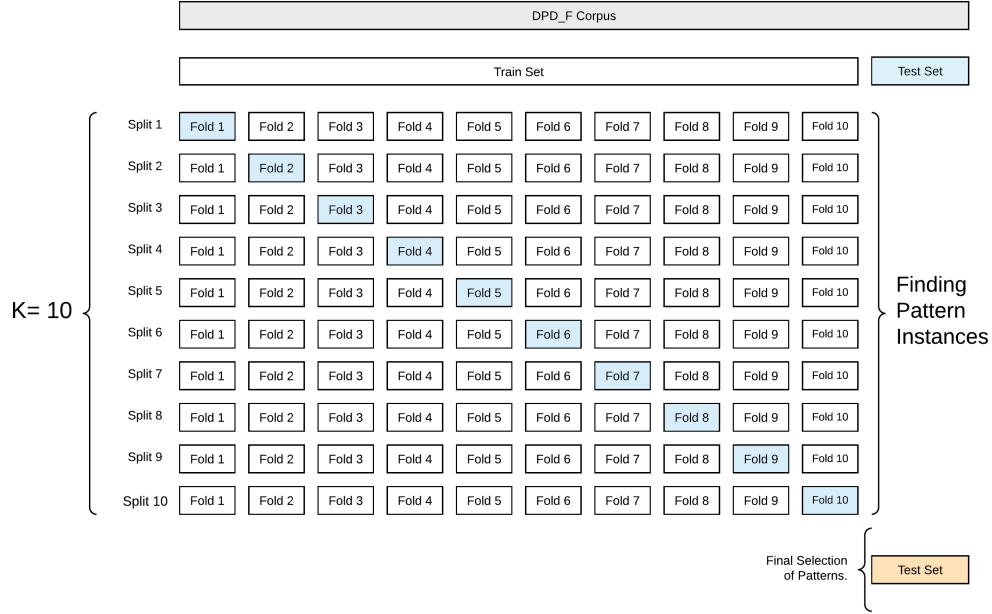 DPD_F Corpus
Train Set Test Set
Split 1 Fold 1 Fold 2 Fold 3 Fold 4 Fold 5 Fold 6 Fold 7 Fold 8 Fold 9 Fold 10
Split 2 Fold 1 Fold 2 Fold 3 Fold 4 Fold 5 Fold 6 Fold 7 Fold 8 Fold 9 Fold 10
Split 3 Fold 1 Fold 2 Fold 3 Fold 4 Fold 5 Fold 6 Fold 7 Fold 8 Fold 9 Fold 10
Split 4 Fold 1 Fold 2 Fold 3 Fold 4 Fold 5 Fold 6 Fold 7 Fold 8 Fold 9 Fold 10
Split 5 Fold 1 Fold 2 Fold 3 Fold 4 Fold 5 Fold 6 Fold 7 Fold 8 Fold 9 Fold 10
Split 6 Fold 1 Fold 2 Fold 3 Fold 4 Fold 5 Fold 6 Fold 7 Fold 8 Fold 9 Fold 10
Split 7 Fold 1 Fold 2 Fold 3 Fold 4 Fold 5 Fold 6 Fold 7 Fold 8 Fold 9 Fold 10
Split 8 Fold 1 Fold 2 Fold 3 Fold 4 Fold 5 Fold 6 Fold 7 Fold 8 Fold 9 Fold 10
Split 9 Fold 1 Fold 2 Fold 3 Fold 4 Fold 5 Fold 6 Fold 7 Fold 8 Fold 9 Fold 10
Split 10 Fold 1 Fold 2 Fold 3 Fold 4 Fold 5 Fold 6 Fold 7 Fold 8 Fold 9 Fold 10
K= 10
Finding
Pattern
Instances
Final Selection
of Patterns.
Test Set